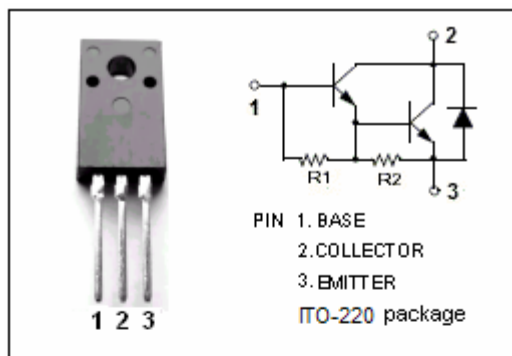 1 2 3
1
2
R1 R2
3
PIN 1. BASE
2. COLLECTOR
3. EMITTER
ITO-220 package